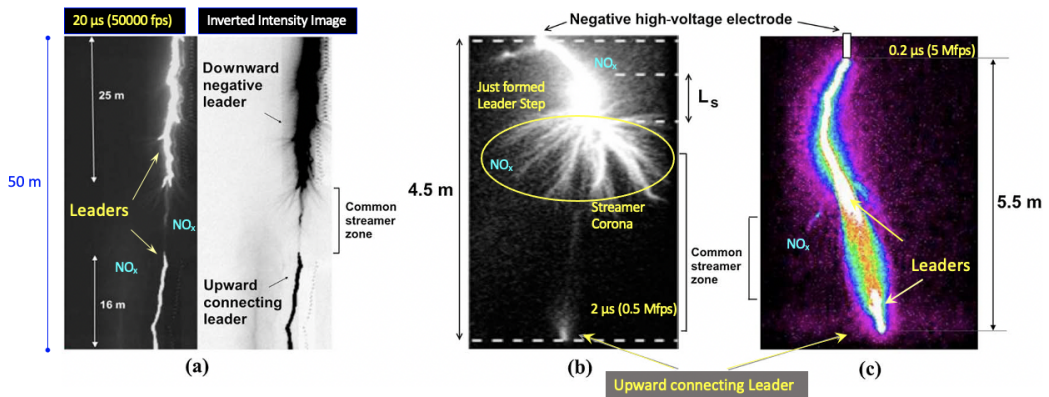 20 µs (50000 fps)
Inverted Intensity Image
50 m
25 m
16 m
Leaders
NOₓ
NOₓ
Downward
negative
leader
Common
streamer
zone
Upward
connecting
leader
(a)
Negative high-voltage electrode
4.5 m
NOₓ
Just formed
Leader Step
Lₛ
NOₓ
Streamer
Corona
Common
streamer
zone
2 µs (0.5 Mfps)
(b)
Upward connecting Leader
0.2 µs (5 Mfps)
5.5 m
NOₓ
Leaders
(c)